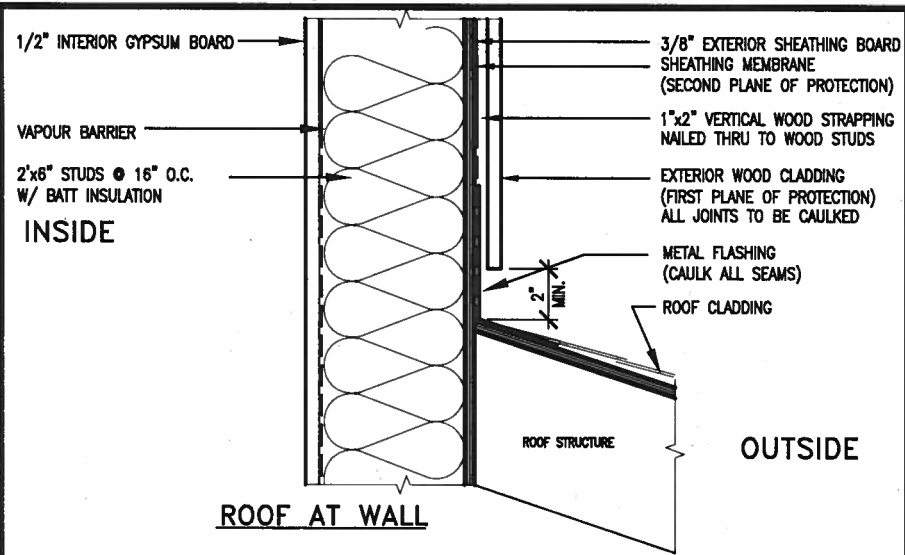 1/2" INTERIOR GYPSUM BOARD
VAPOUR BARRIER
2'x6" STUDS @ 16" O.C.
W/ BATT INSULATION
INSIDE
3/8" EXTERIOR SHEATHING BOARD
SHEATHING MEMBRANE
(SECOND PLANE OF PROTECTION)
1"x2" VERTICAL WOOD STRAPPING
NAILED THRU TO WOOD STUDS
EXTERIOR WOOD CLADDING
(FIRST PLANE OF PROTECTION)
ALL JOINTS TO BE CAULKED
METAL FLASHING
(CAULK ALL SEAMS)
2"
MIN.
ROOF CLADDING
ROOF STRUCTURE
OUTSIDE
ROOF AT WALL